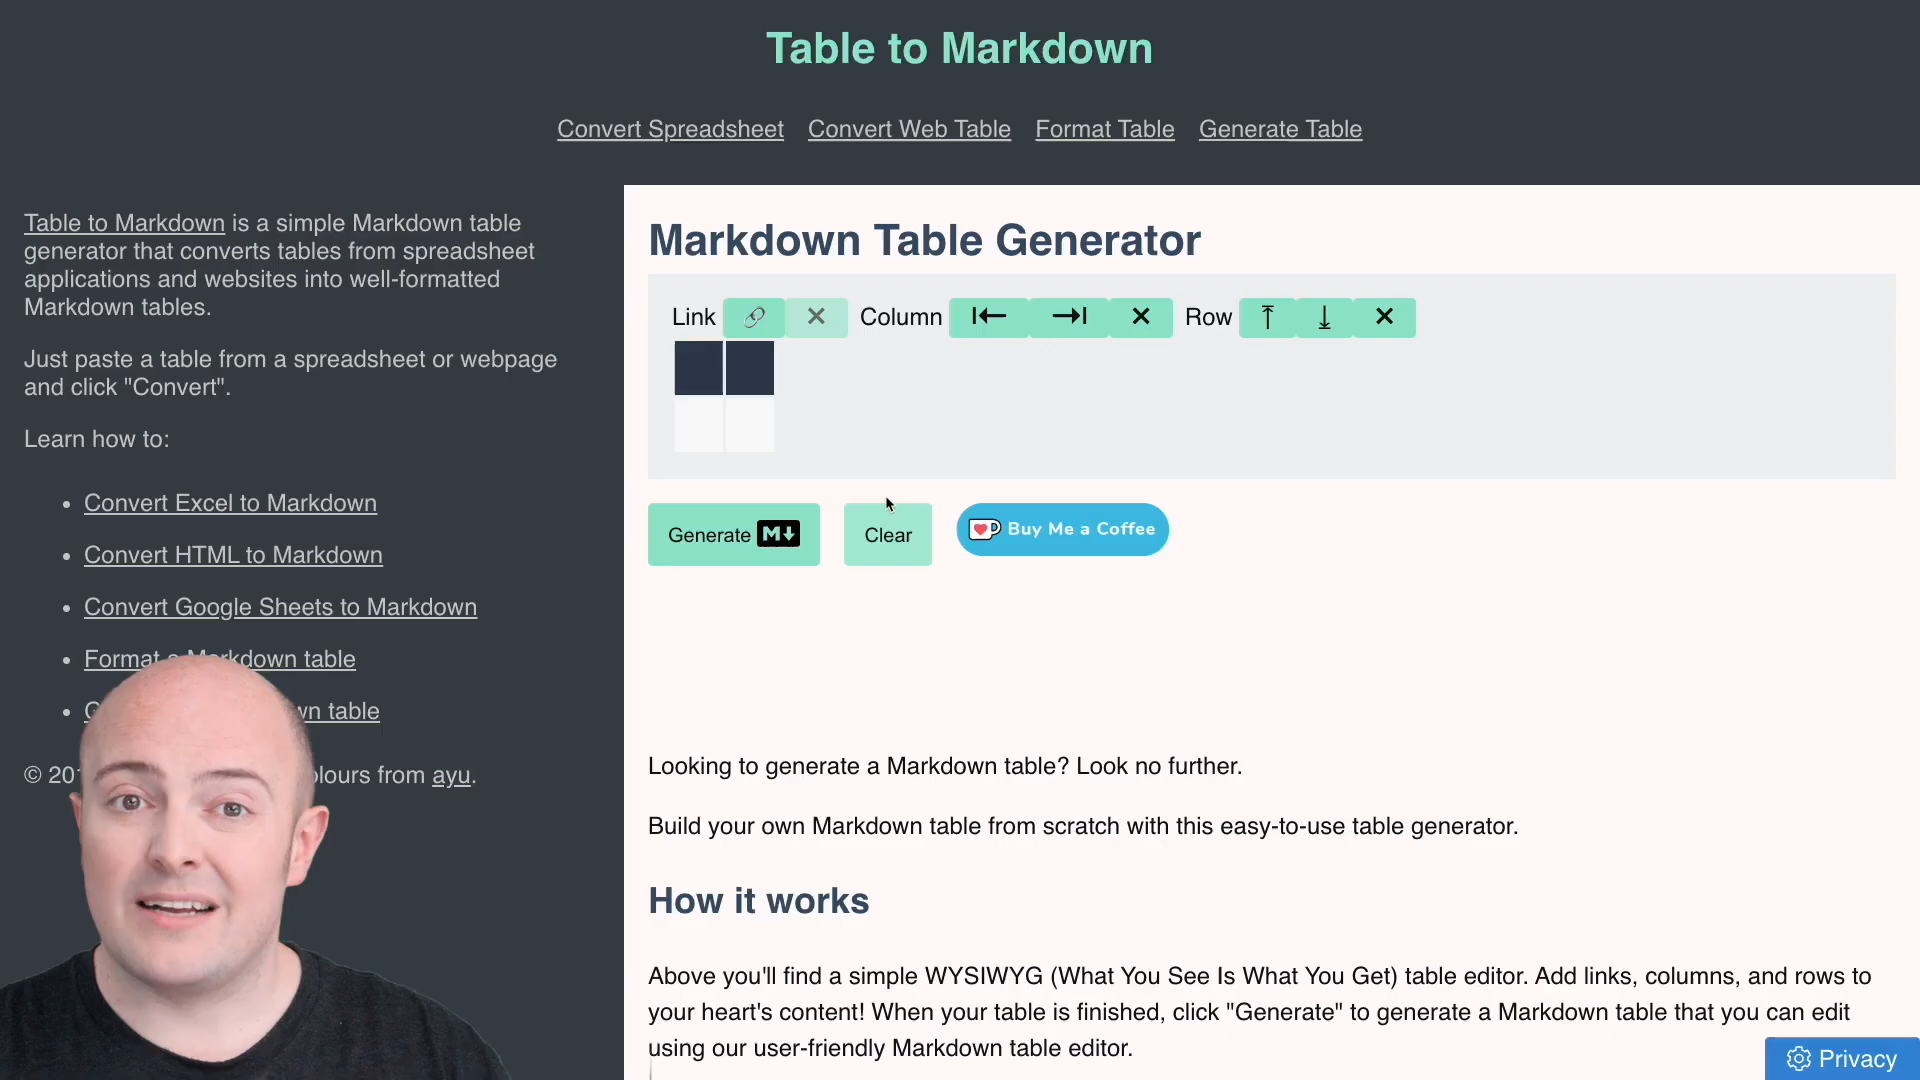 Table to Markdown
Convert Spreadsheet Convert Web Table Format Table Generate Table
Table to Markdown is a simple Markdown table
generator that converts tables from spreadsheet
applications and websites into well-formatted
Markdown tables.
Just paste a table from a spreadsheet or webpage
and click "Convert".
Learn how to:
• Convert Excel to Markdown
• Convert HTML to Markdown
• Convert Google Sheets to Markdown
• Format Markdown table
• table
© from ayu.
Markdown Table Generator
Link Column Row
Generate M
Clear
Buy Me a Coffee
Looking to generate a Markdown table? Look no further.
Build your own Markdown table from scratch with this easy-to-use table generator.
How it works
Above you'll find a simple WYSIWYG (What You See Is What You Get) table editor. Add links, columns, and rows to
your heart's content! When your table is finished, click "Generate" to generate a Markdown table that you can edit
using our user-friendly Markdown table editor.
Privacy